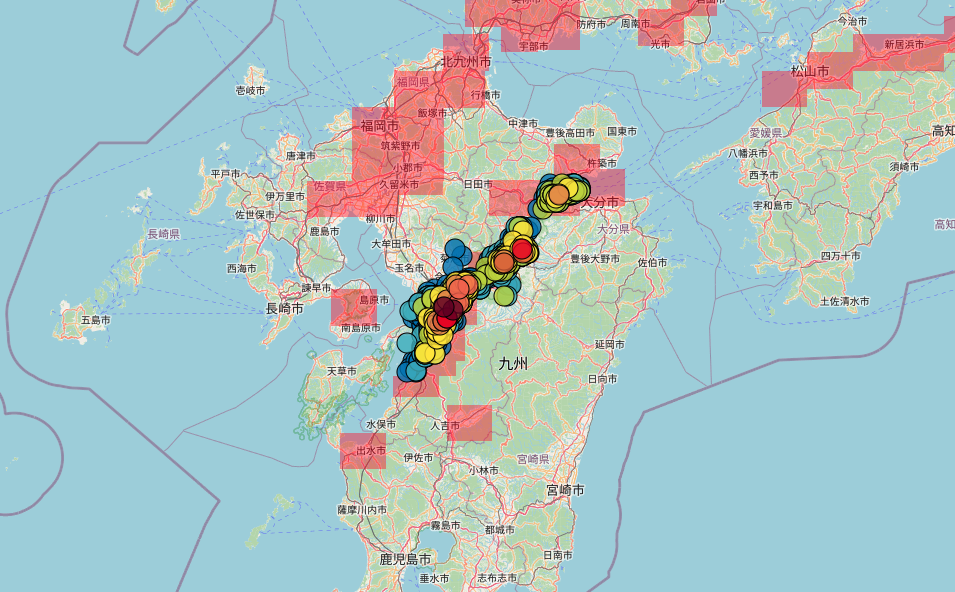 防府市
周南市
今治市
宇部市
光市
新居浜市
北九州市
松山市
福岡県
壱岐市
行橋市
飯塚市
福岡市
中津市
豊後高田市
国東市
愛媛県
高知
筑紫野市
唐津市
八幡浜市
小郡市
杵築市
須崎市
平戸市
西予市
佐賀県
久留米市
日田市
伊万里市
大分市
宇和島市
佐世保市
柳川市
高知
大分県
鹿島市
長崎県
大牟田市
四万十市
豊後大野市
佐伯市
西海市
玉名市
諫早市
島原市
土佐清水市
長崎市
五島市
南島原市
延岡市
九州
天草市
日向市
水俣市
人吉市
出水市
伊佐市
宮崎県
小林市
宮崎市
薩摩川内市
霧島市
都城市
日南市
鹿児島市
垂水市
志布志市